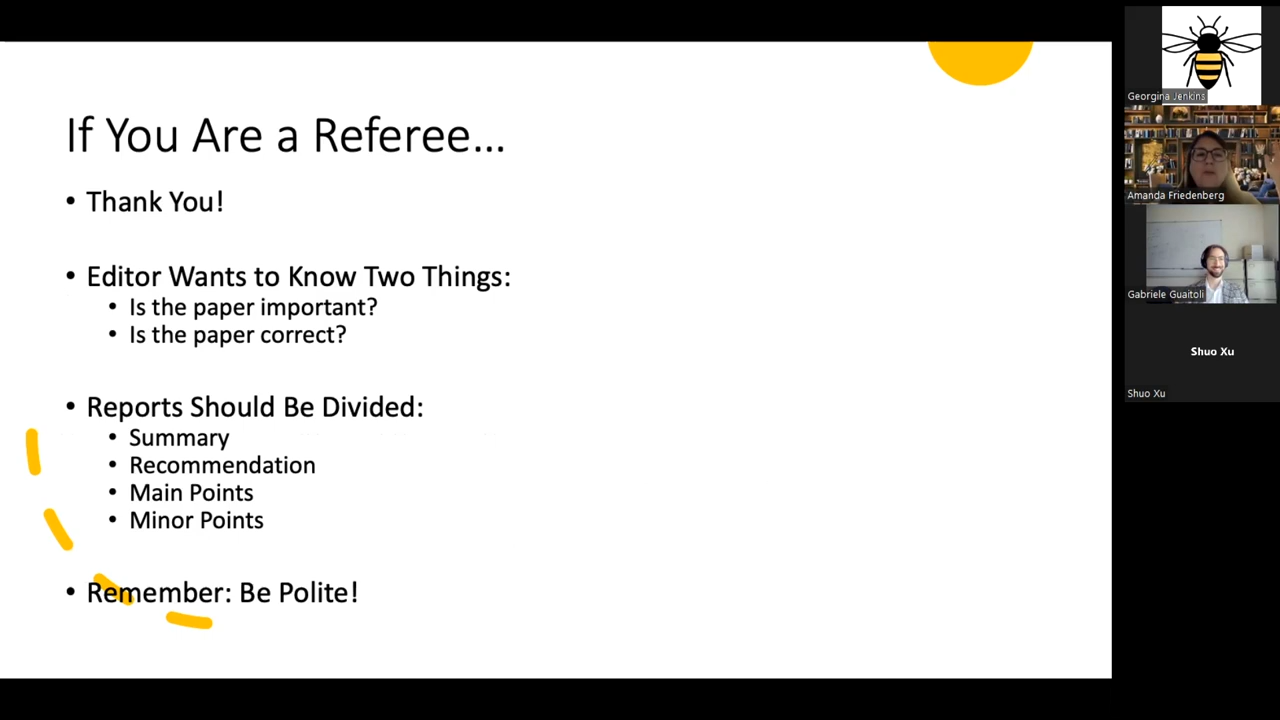 If You Are a Referee...
• Thank You!
• Editor Wants to Know Two Things:
• Is the paper important?
• Is the paper correct?
• Reports Should Be Divided:
• Summary
• Recommendation
• Main Points
• Minor Points
• Remember: Be Polite!
Georgina Jenkins
Amanda Friedenberg
Gabriele Guaitoli
Shuo Xu
Shuo Xu